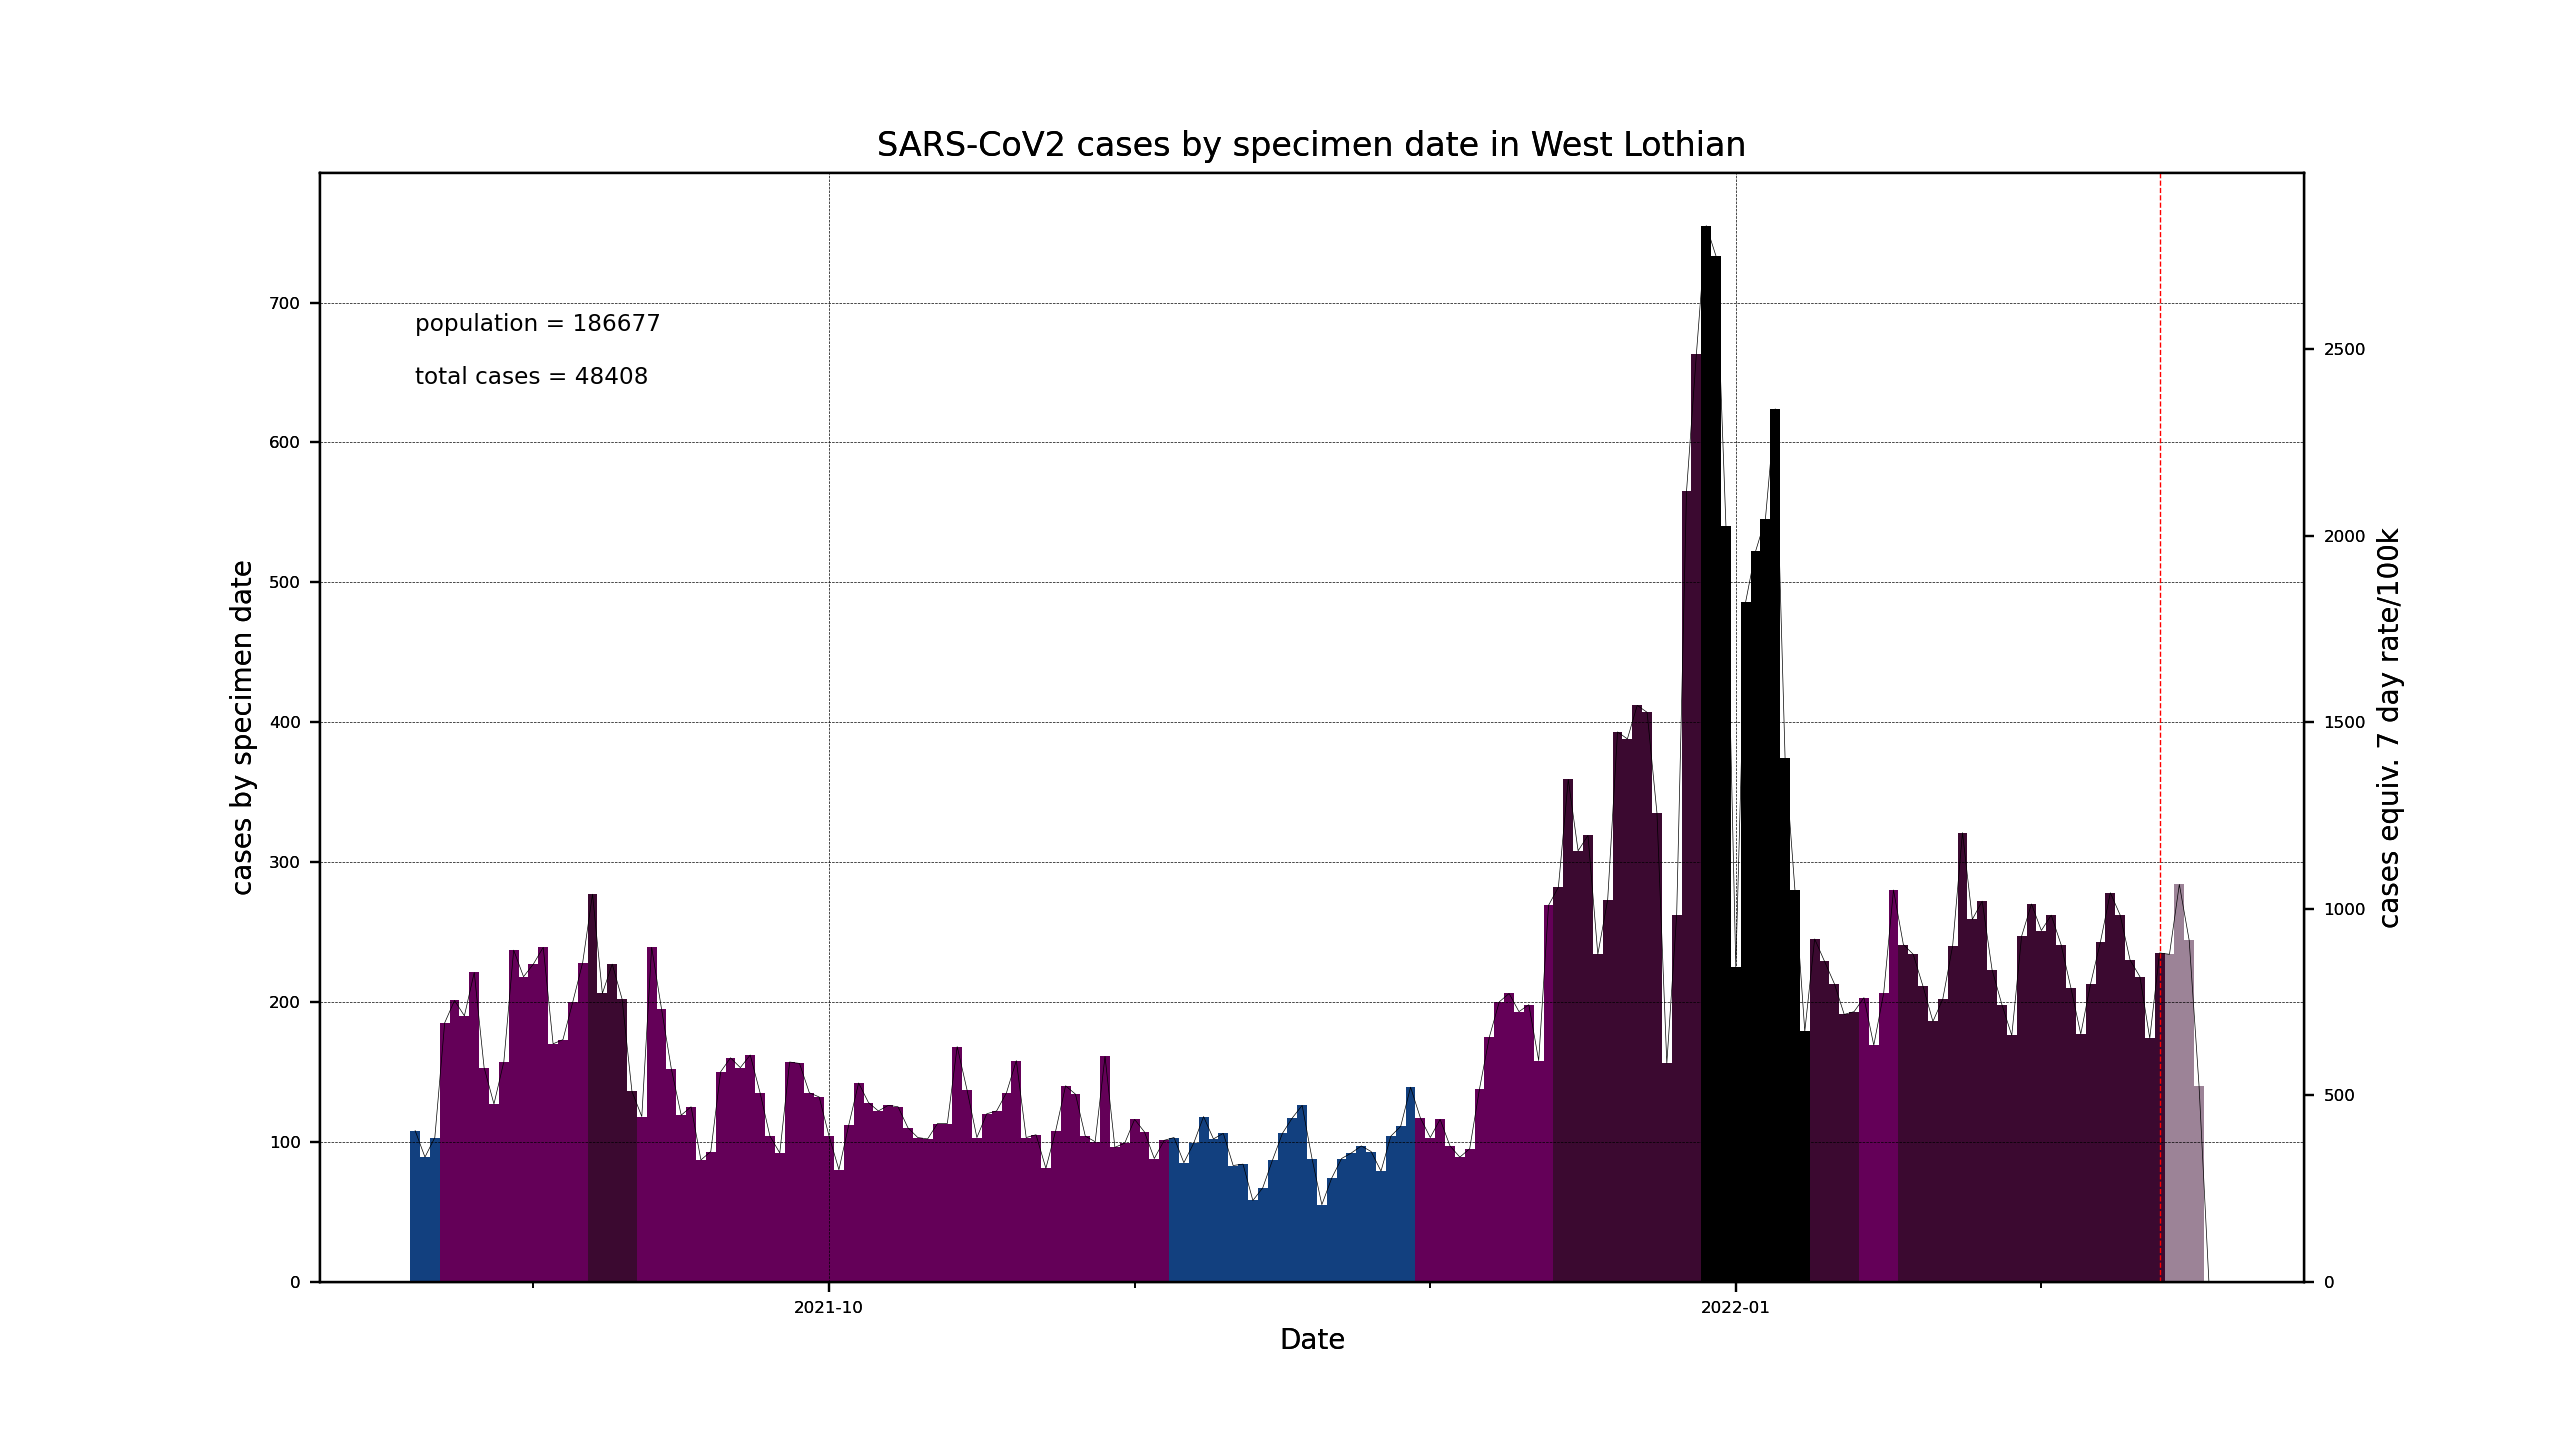 SARS-CoV2 cases by specimen date in West Lothian
population = 186677
total cases = 48408
cases by specimen date
700
600
500
400
300
200
100
0
2500
2000
1500
1000
500
0
cases equiv. 7 day rate/100k
2021-10
2022-01
Date